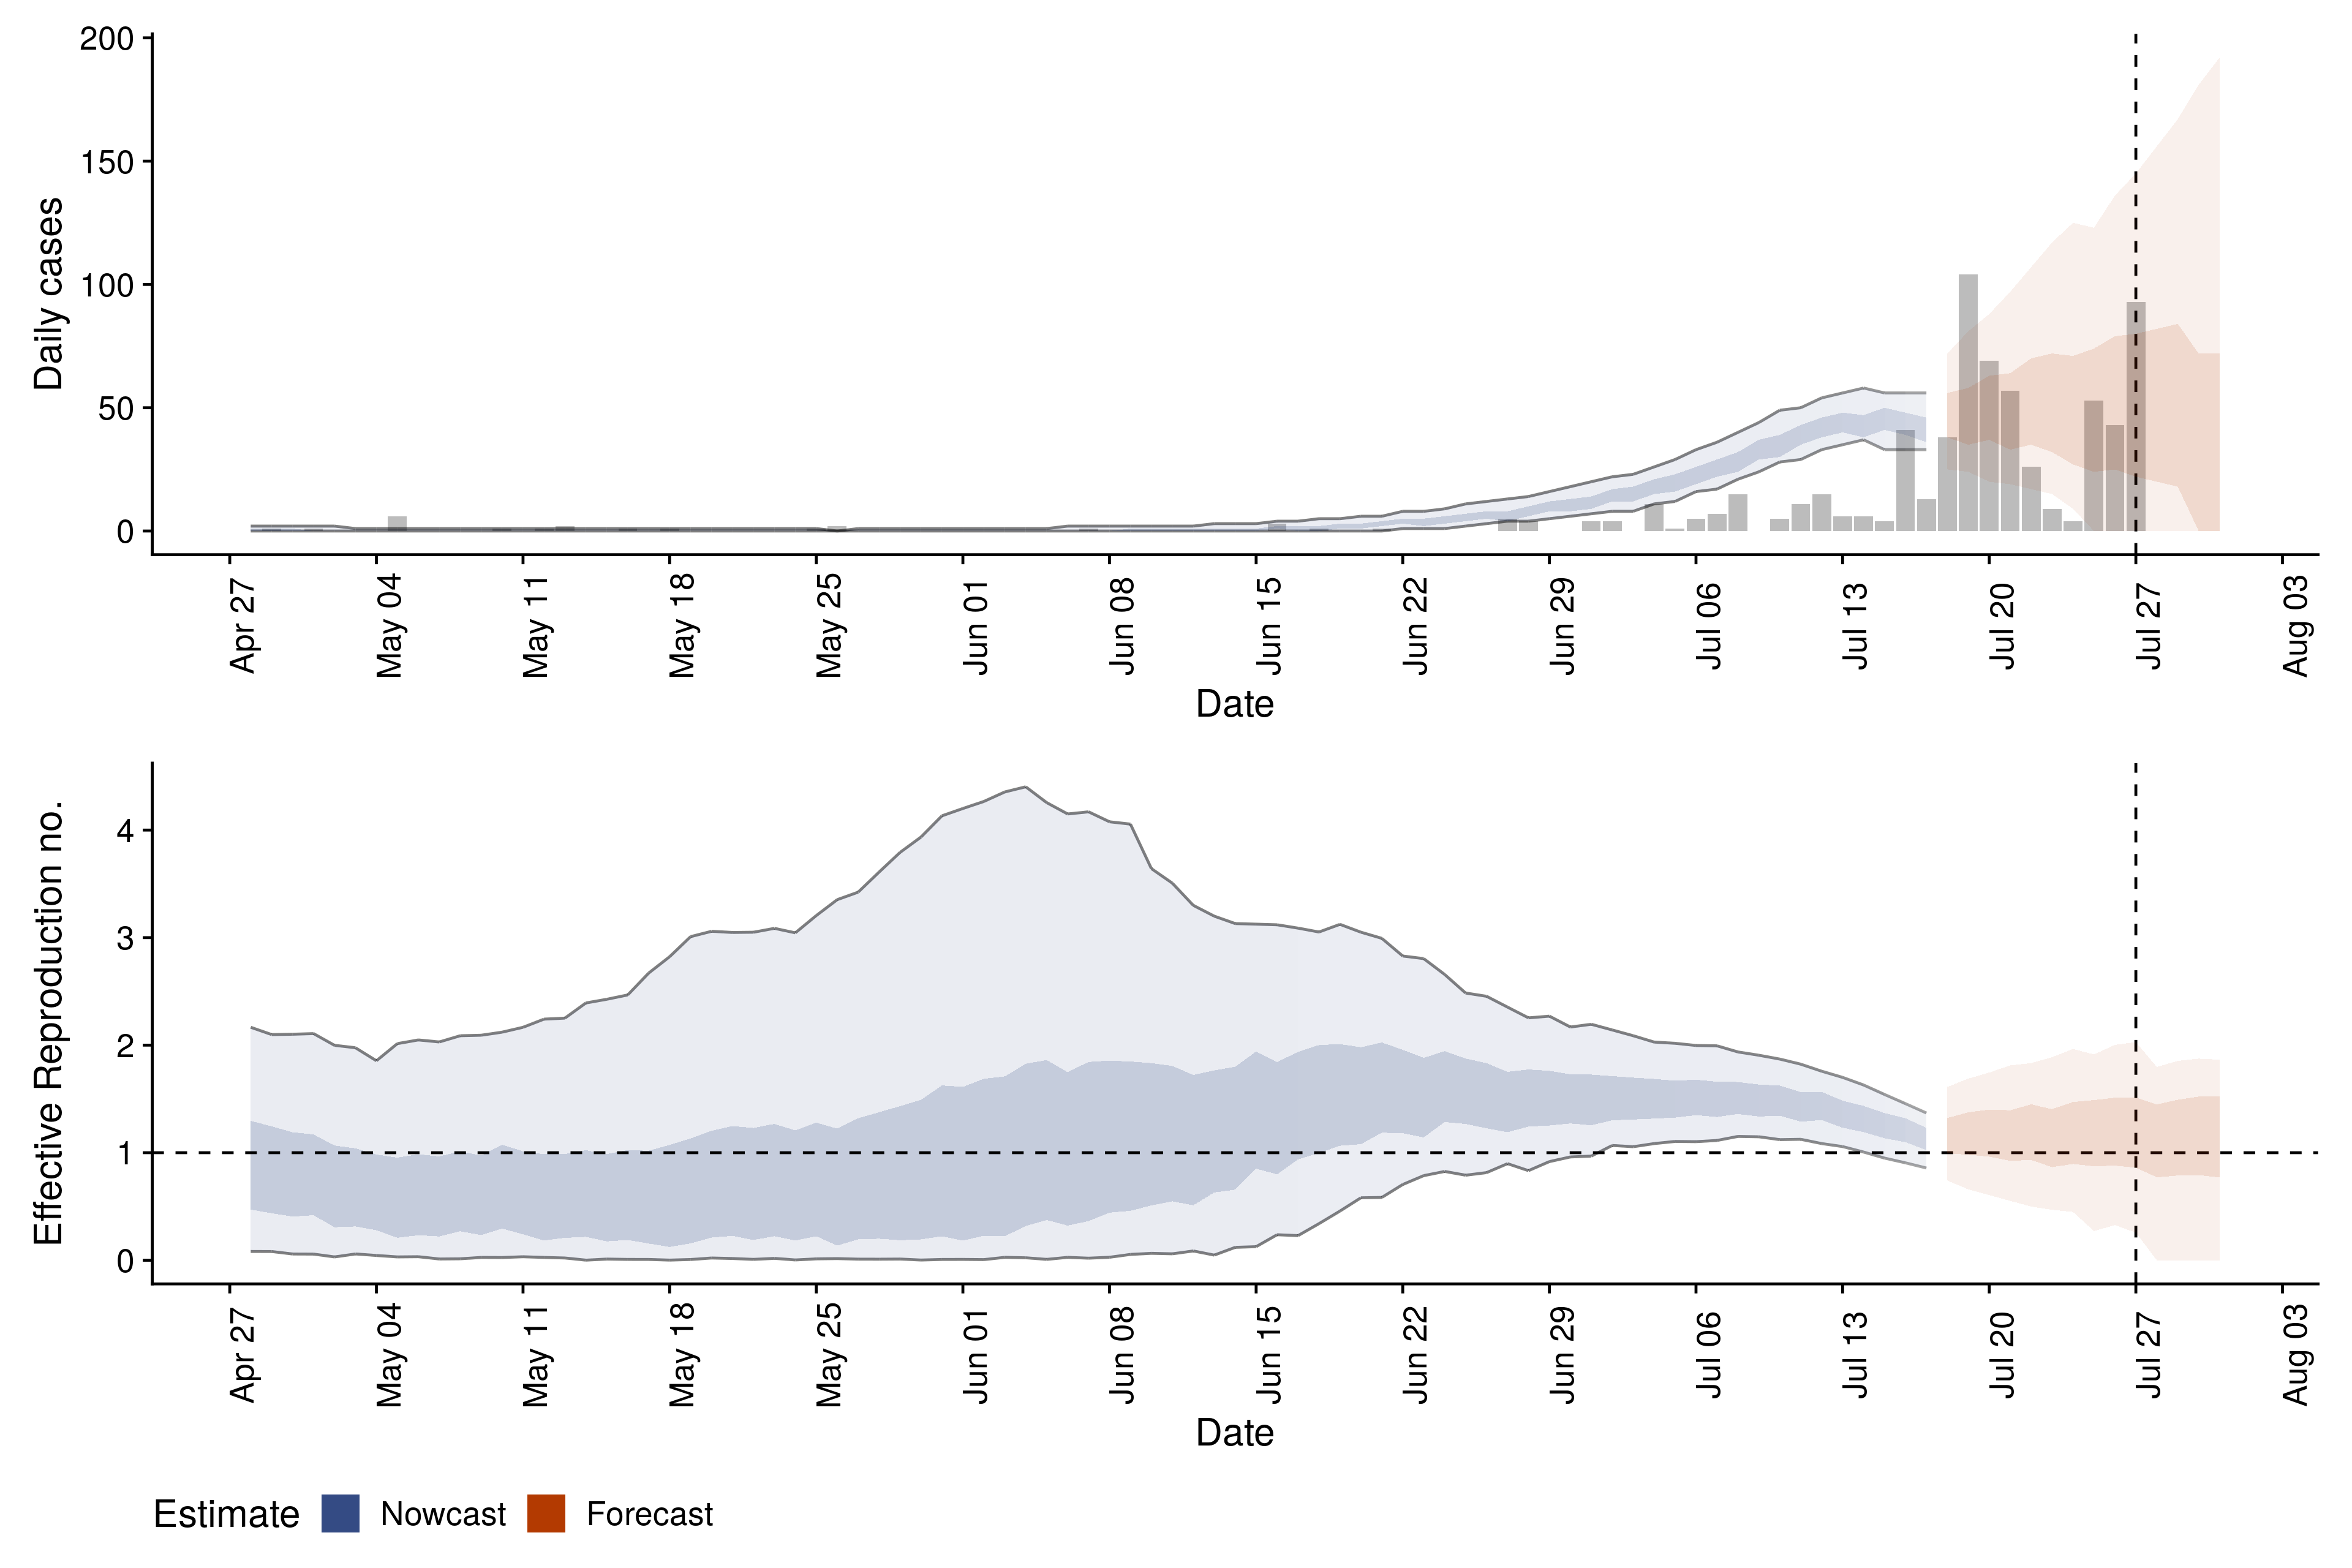 200
150
100
50
0
Daily cases
Apr 27
May 04
May 11
May 18
May 25
Jun 01
Jun 08
Jun 15
Jun 22
Jun 29
Jul 06
Jul 13
Jul 20
Jul 27
Aug 03
Date
4
3
2
1
0
Effective Reproduction no.
Apr 27
May 04
May 11
May 18
May 25
Jun 01
Jun 08
Jun 15
Jun 22
Jun 29
Jul 06
Jul 13
Jul 20
Jul 27
Aug 03
Date
Estimate Nowcast Forecast